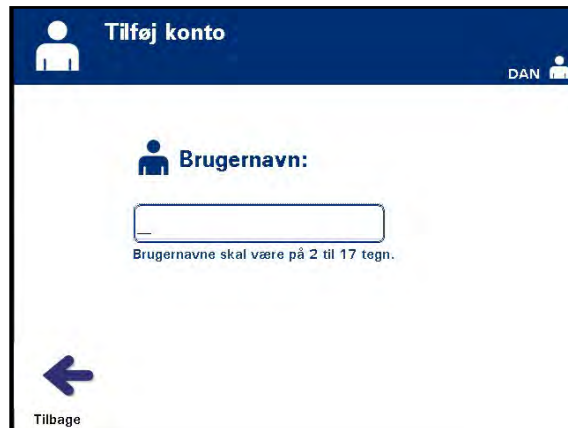 Tilføj konto
DAN
Brugernavn:
_
Brugernavne skal være på 2 til 17 tegn.
Tilbage